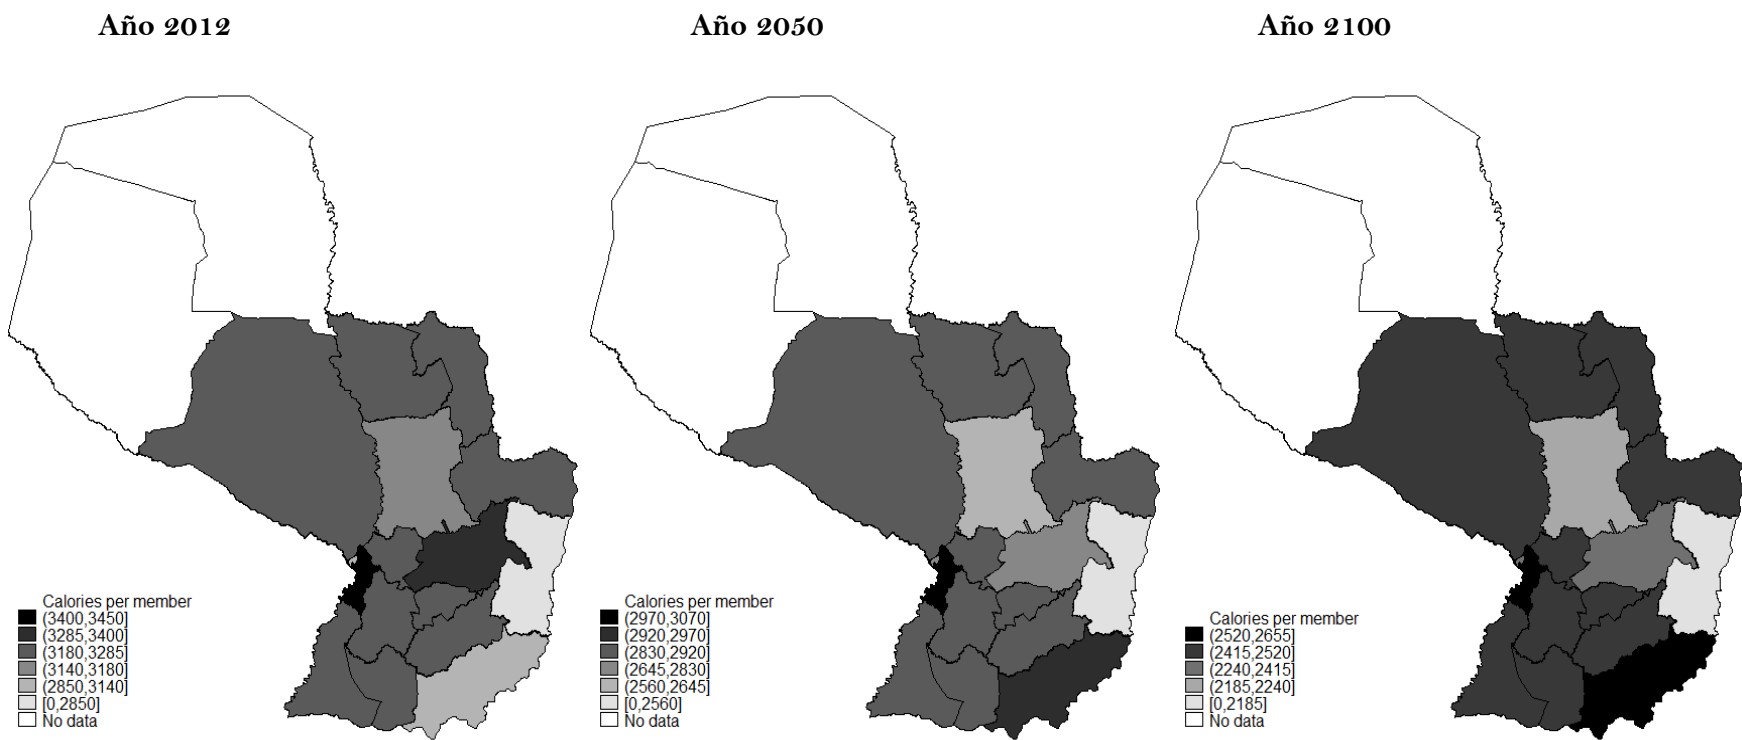 Año 2012
Año 2050
Año 2100
Calories per member
(3400,3450]
(3285,3400]
(3180,3285]
(3140,3180]
(2850,3140]
[0,2850]
No data
Calories per member
(2970,3070]
(2920,2970]
(2830,2920]
(2645,2830]
(2560,2645]
[0,2560]
No data
Calories per member
(2520,2655]
(2415,2520]
(2240,2415]
(2185,2240]
[0,2185]
No data